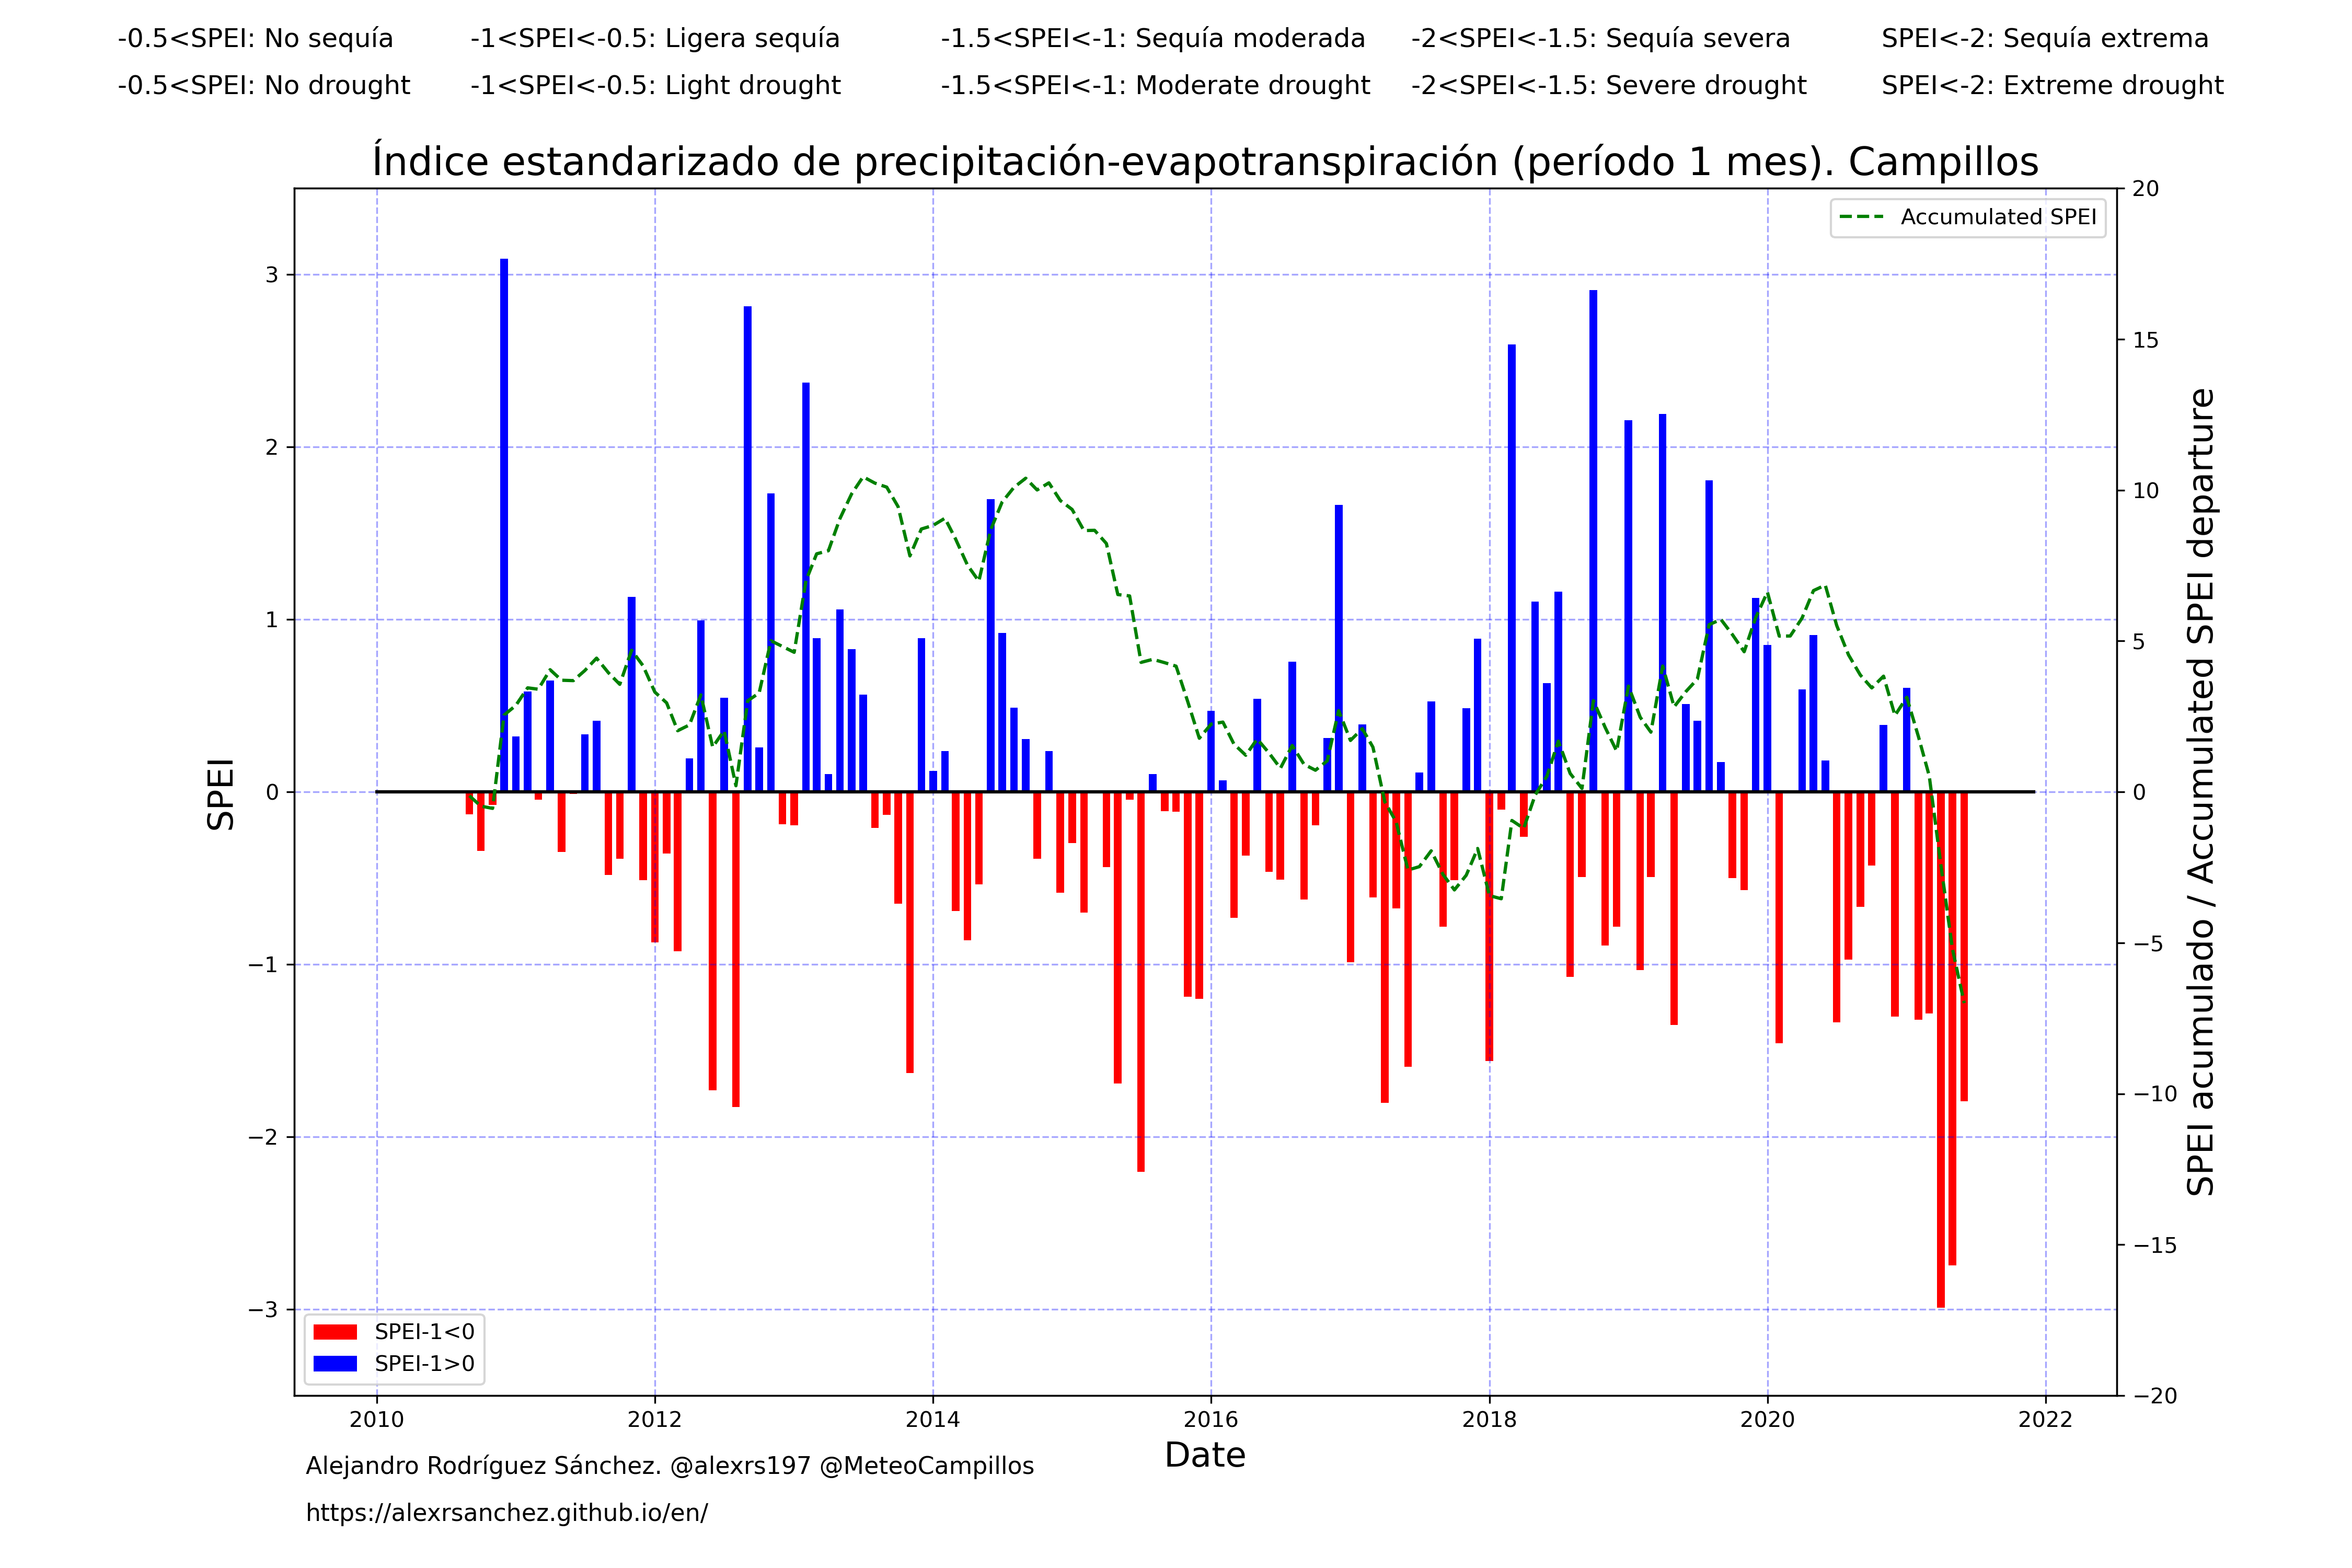 -0.5<SPEI: No sequía -1<SPEI<-0.5: Ligera sequía -1.5<SPEI<-1: Sequía moderada -2<SPEI<-1.5: Sequía severa SPEI<-2: Sequía extrema
-0.5<SPEI: No drought -1<SPEI<-0.5: Light drought -1.5<SPEI<-1: Moderate drought -2<SPEI<-1.5: Severe drought SPEI<-2: Extreme drought
Índice estandarizado de precipitación-evapotranspiración (período 1 mes). Campillos
Accumulated SPEI
SPEI
3
2
1
0
−1
−2
−3
20
15
10
5
0
−5
−10
−15
−20
SPEI acumulado / Accumulated SPEI departure
SPEI-1<0
SPEI-1>0
2010 2012 2014 2016 2018 2020 2022
Date
Alejandro Rodríguez Sánchez. @alexrs197 @MeteoCampillos
https://alexrsanchez.github.io/en/